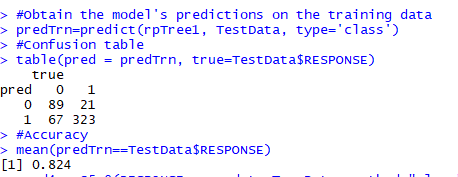 > #Obtain the model's predictions on the training data
> predTrn=predict(rpTree1, TestData, type='class')
> #Confusion table
> table(pred = predTrn, true=TestData$RESPONSE)
true
pred 0 1
0 89 21
1 67 323
> #Accuracy
> mean(predTrn==TestData$RESPONSE)
[1] 0.824